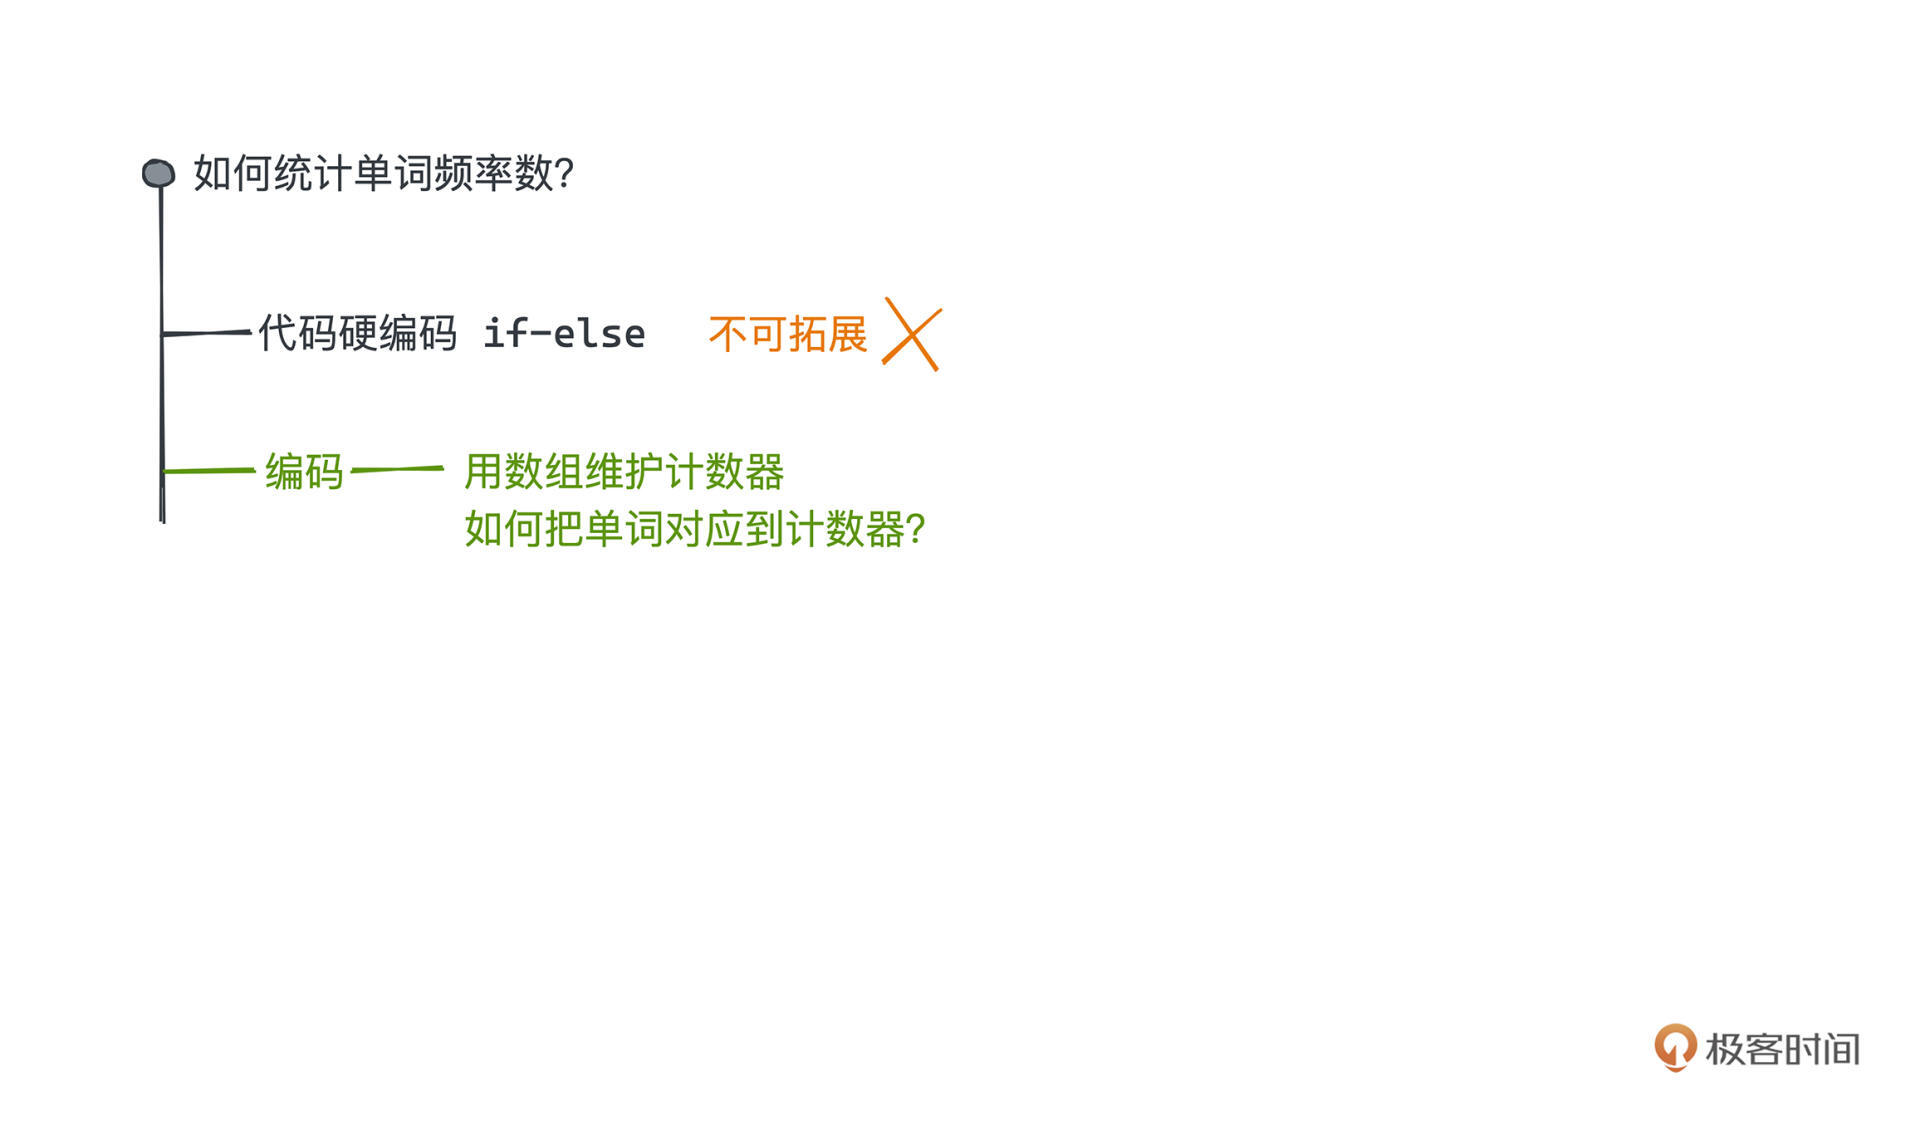 如何统计单词频率数?
代码硬编码 if-else 不可拓展
编码 用数组维护计数器
如何把单词对应到计数器?
极客时间